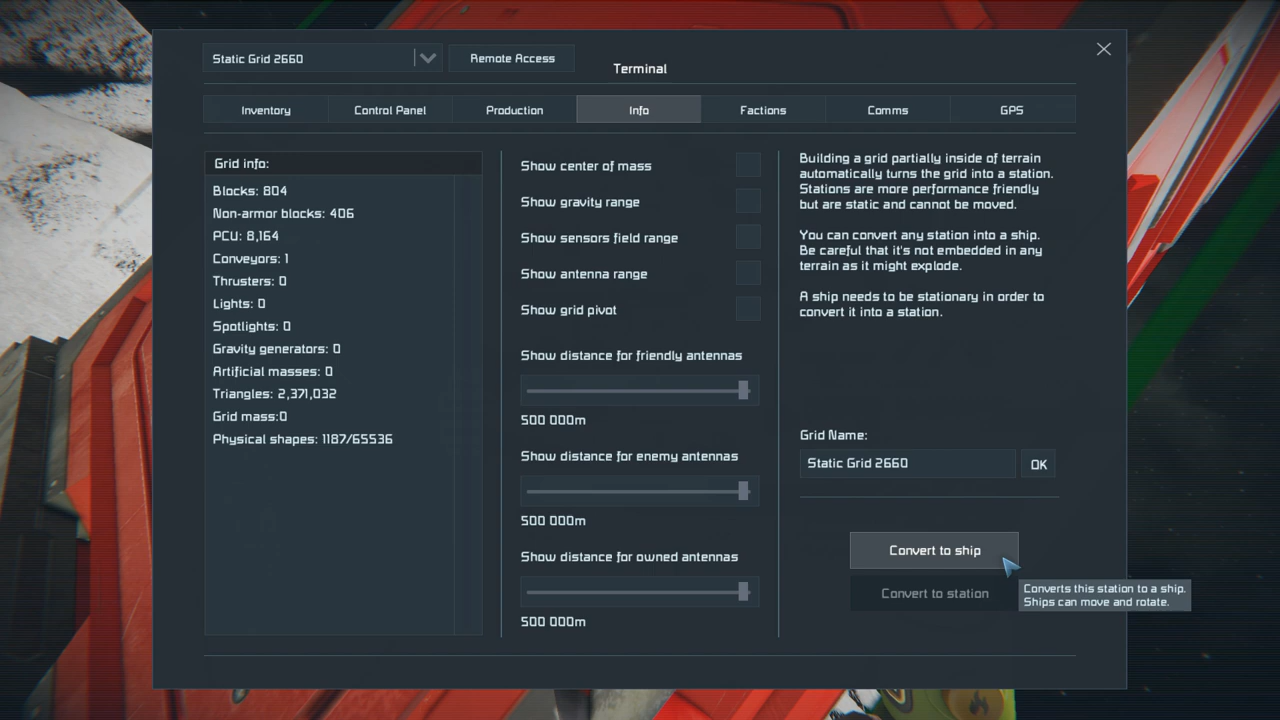 Static Grid 2660
Remote Access
Terminal
Inventory
Control Panel
Production
Info
Factions
Comms
GPS
Grid info:
Blocks: 804
Non-armor blocks: 406
PCU: 8,164
Conveyors: 1
Thrusters: 0
Lights: 0
Spotlights: 0
Gravity generators: 0
Artificial masses: 0
Triangles: 2,371,032
Grid mass:0
Physical shapes: 1187/65536
Show center of mass
Show gravity range
Show sensors field range
Show antenna range
Show grid pivot
Show distance for friendly antennas
500 000m
Show distance for enemy antennas
500 000m
Show distance for owned antennas
500 000m
Building a grid partially inside of terrain
automatically turns the grid into a station.
Stations are more performance friendly
but are static and cannot be moved.
You can convert any station into a ship.
Be careful that it's not embedded in any
terrain as it might explode.
A ship needs to be stationary in order to
convert it into a station.
Grid Name:
Static Grid 2660
OK
Convert to ship
Convert to station
Converts this station to a ship.
Ships can move and rotate.